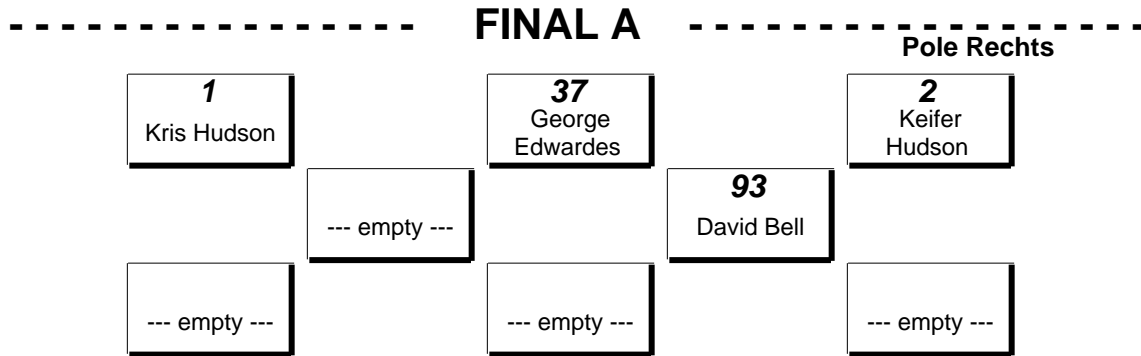 FINAL A
Pole Rechts
1
Kris Hudson
37
George
Edwardes
2
Keifer
Hudson
--- empty ---
93
David Bell
--- empty ---
--- empty ---
--- empty ---